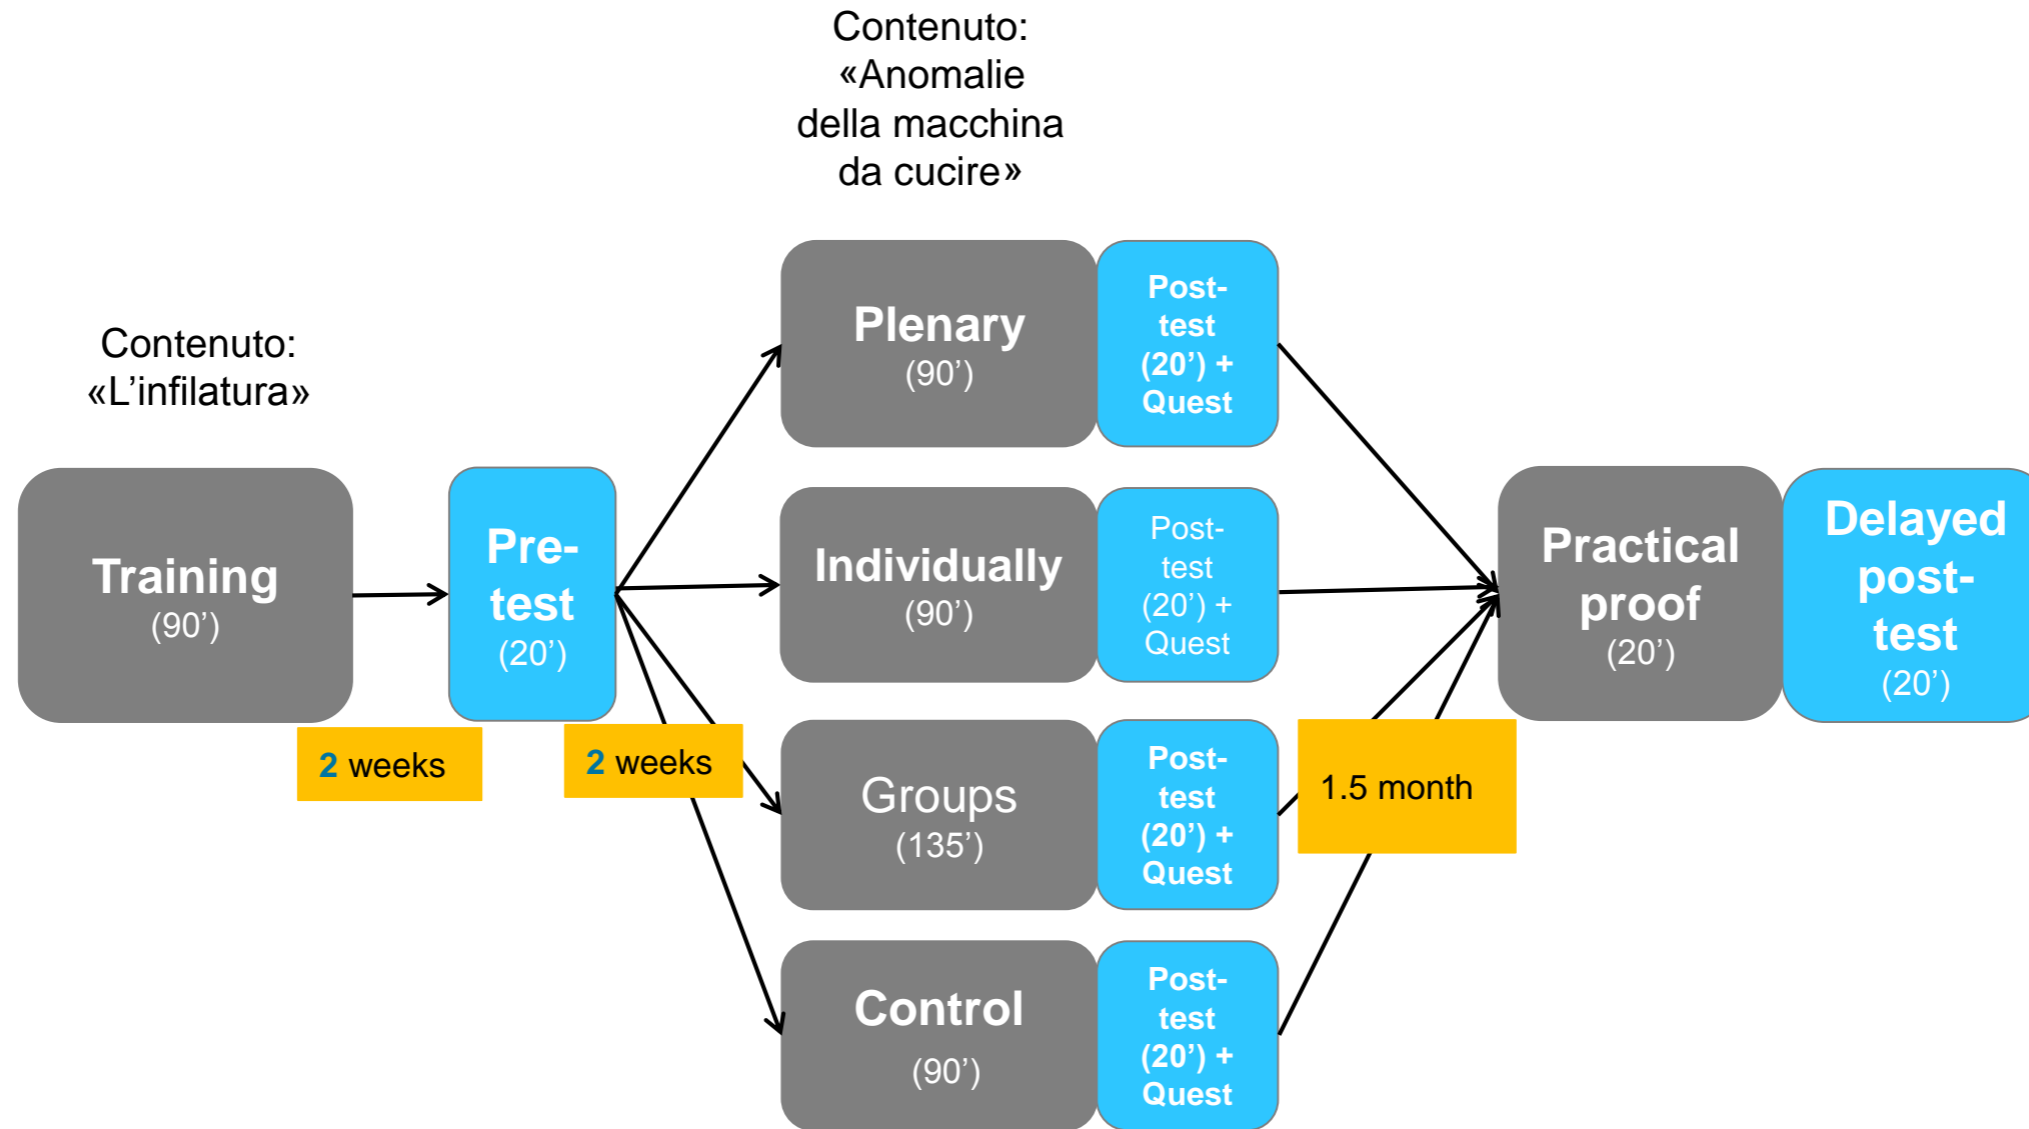 Contenuto:
«Anomalie
della macchina
da cucire»
Contenuto:
«L’infilatura»
Training
(90’)
2 weeks
Pre-
test
(20’)
2 weeks
Plenary
(90’)
Post-
test
(20’) +
Quest
Individually
(90’)
Post-
test
(20’) +
Quest
Groups
(135’)
Post-
test
(20’) +
Quest
Control
(90’)
Post-
test
(20’) +
Quest
1.5 month
Practical
proof
(20’)
Delayed
post-
test
(20’)